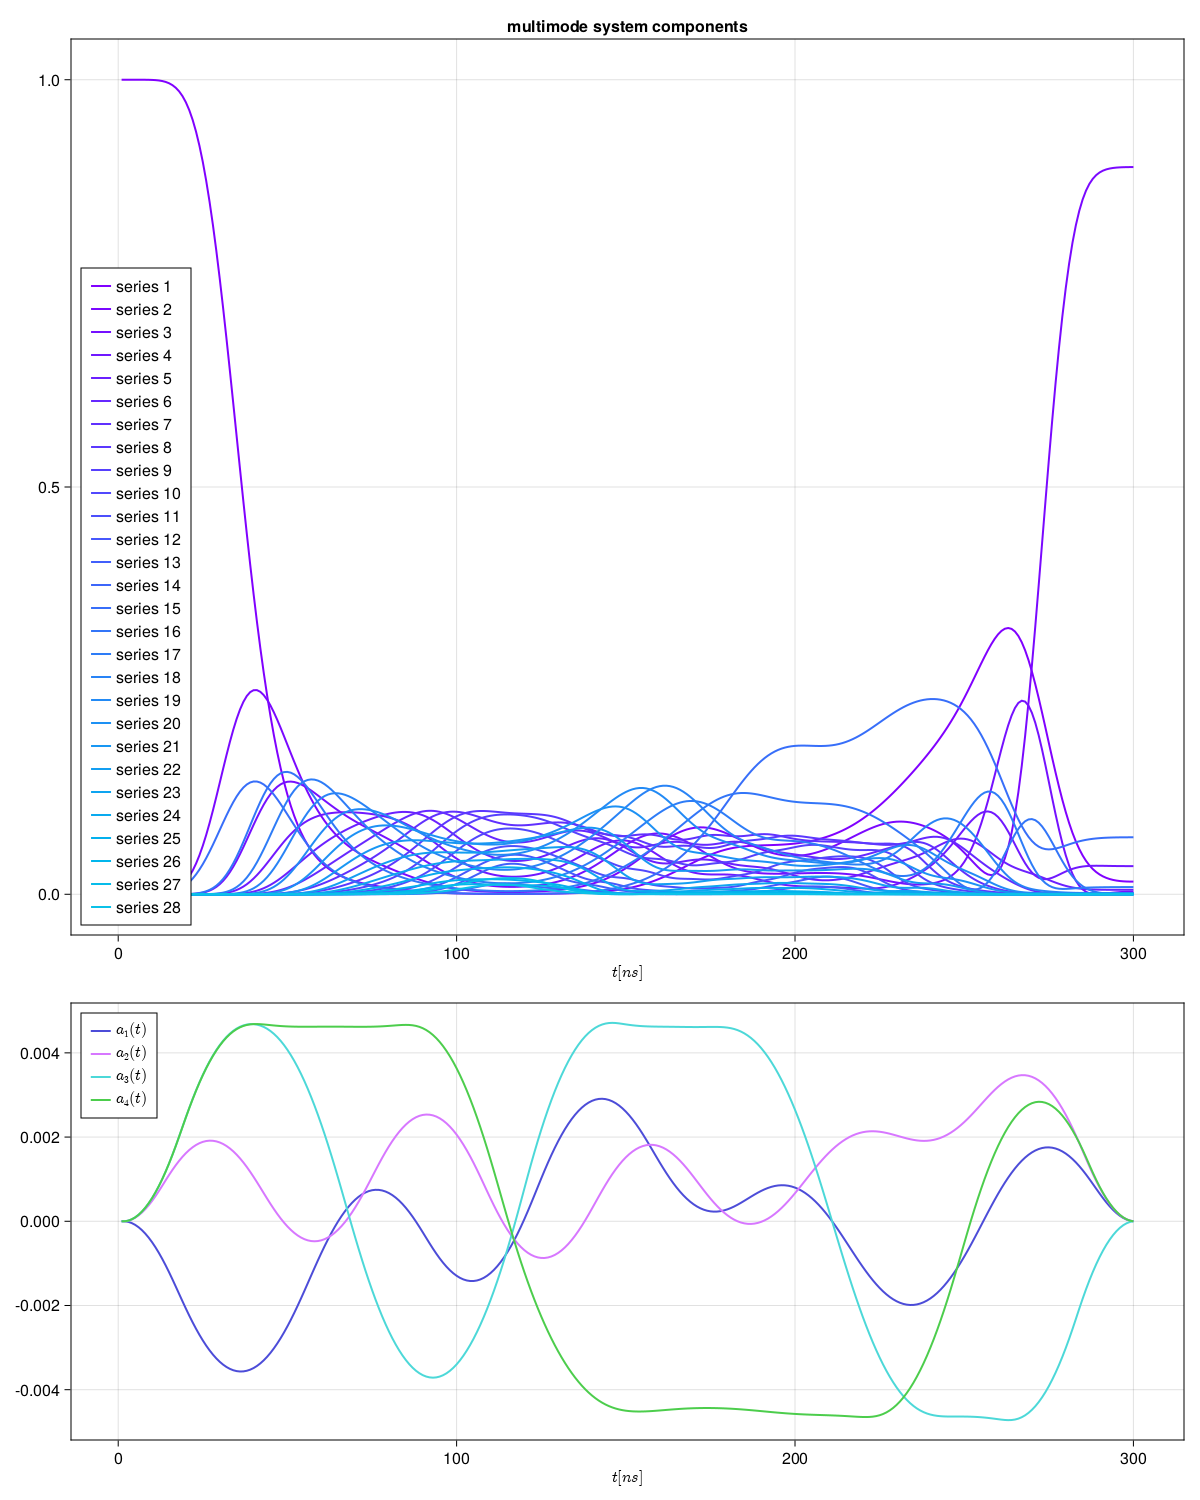 multimode system components
1.0
0.5
0.0
series 1
series 2
series 3
series 4
series 5
series 6
series 7
series 8
series 9
series 10
series 11
series 12
series 13
series 14
series 15
series 16
series 17
series 18
series 19
series 20
series 21
series 22
series 23
series 24
series 25
series 26
series 27
series 28
0 100 200 300
t[ns]
0.004
0.002
0.000
-0.002
-0.004
a₁(t)
a₂(t)
a₃(t)
a₄(t)
0 100 200 300
t[ns]